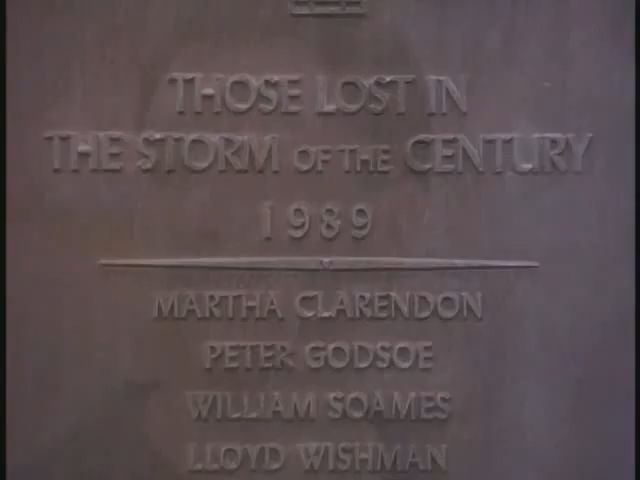 THOSE LOST IN
THE STORM OF THE CENTURY
1989
MARTHA CLARENDON
PETER GODSOE
WILLIAM SOAMES
LLOYD WISHMAN